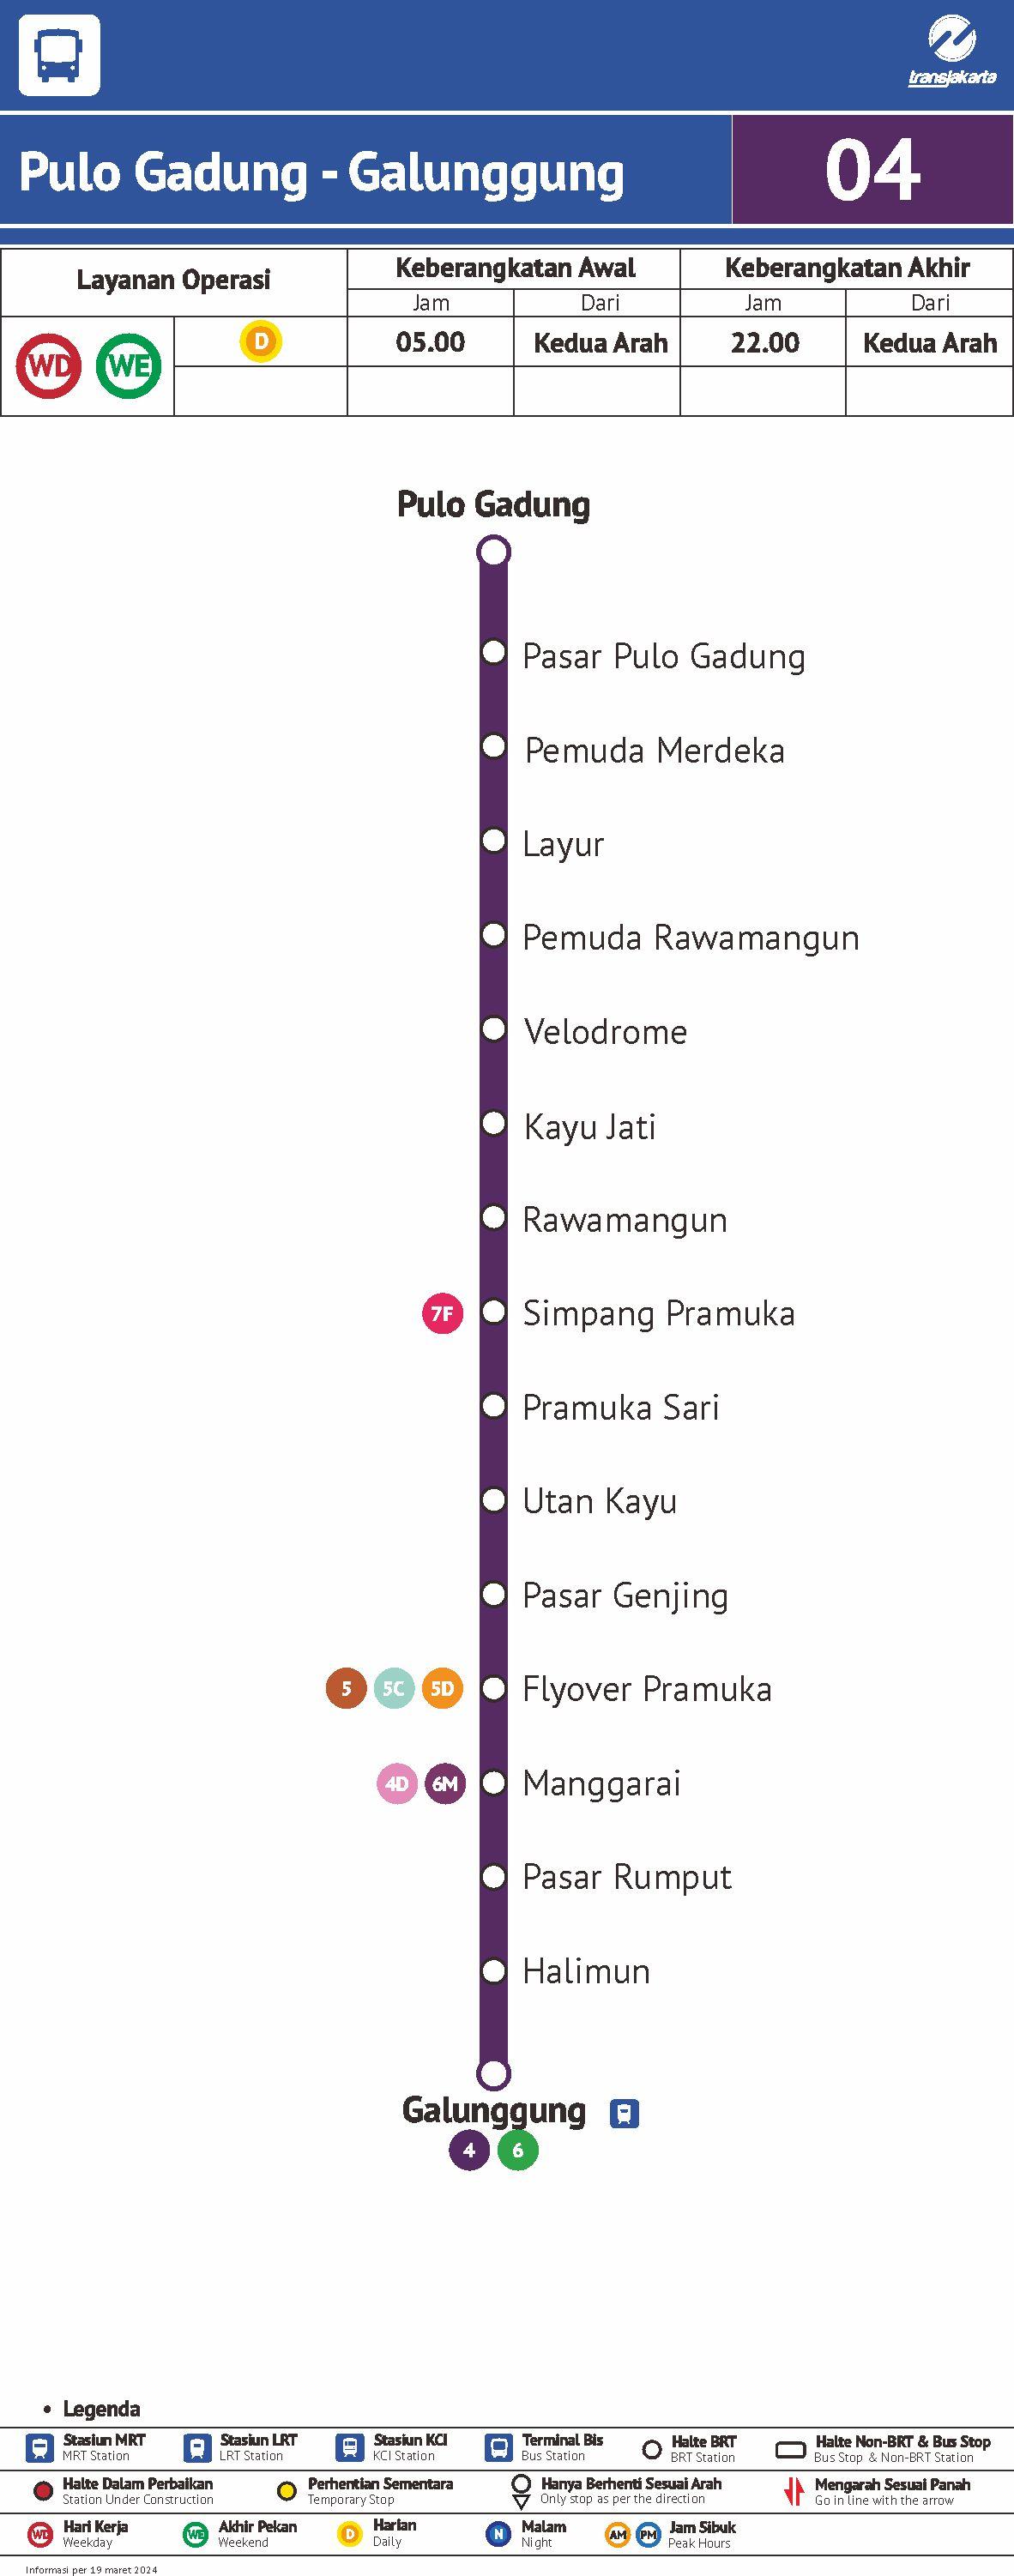 transjakarta
Pulo Gadung - Galunggung
04
Layanan Operasi
Keberangkatan Awal
Keberangkatan Akhir
Jam
Dari
Jam
Dari
WD WE
D
05.00
Kedua Arah
22.00
Kedua Arah
Pulo Gadung
Pasar Pulo Gadung
Pemuda Merdeka
Layur
Pemuda Rawamangun
Velodrome
Kayu Jati
Rawamangun
7F Simpang Pramuka
Pramuka Sari
Utan Kayu
Pasar Genjing
5 5C 5D Flyover Pramuka
4D 6M Manggarai
Pasar Rumput
Halimun
Galunggung
4 6
• Legenda
Stasiun MRT
MRT Station
Stasiun LRT
LRT Station
Stasiun KCI
KCI Station
Terminal Bis
Bus Station
Halte BRT
BRT Station
Halte Non-BRT & Bus Stop
Bus Stop & Non-BRT Station
Halte Dalam Perbaikan
Station Under Construction
Perhentian Sementara
Temporary Stop
Hanya Berhenti Sesuai Arah
Only stop as per the direction
Mengarah Sesuai Panah
Go in line with the arrow
WD
Hari Kerja
Weekday
WE
Akhir Pekan
Weekend
D
Harian
Daily
N
Malam
Night
AM PM
Jam Sibuk
Peak Hours
Informasi per 19 maret 2024